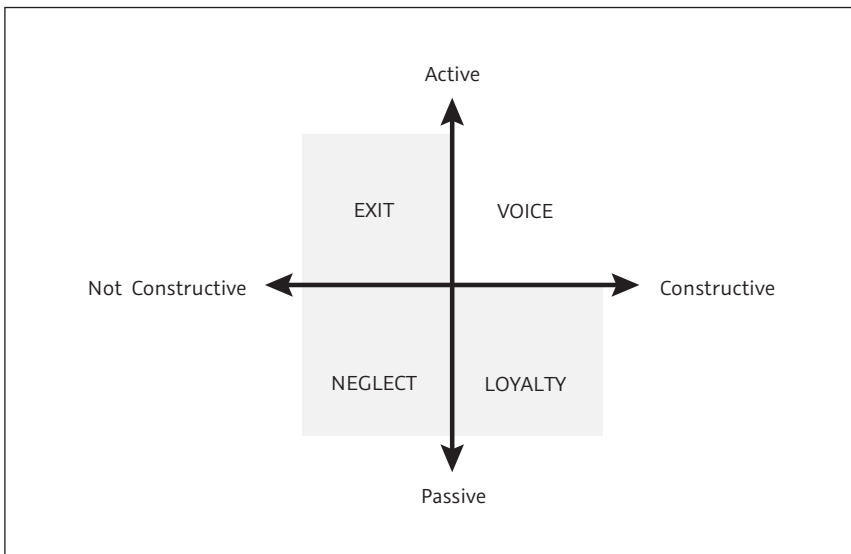 Active
EXIT
VOICE
Not Constructive
Constructive
NEGLECT
LOYALTY
Passive